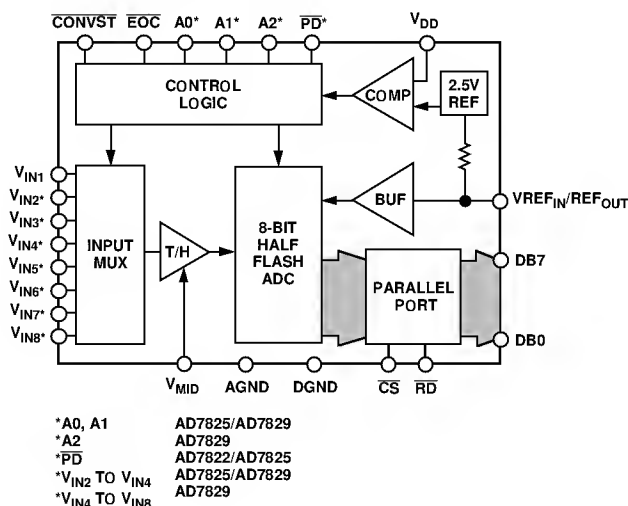 CONVST EOC A0* A1* A2* PD* VDD
CONTROL LOGIC
COMP
2.5V REF
VIN1
VIN2*
VIN3*
VIN4*
VIN5*
VIN6*
VIN7*
VIN8*
INPUT MUX
T/H
8-BIT HALF FLASH ADC
BUF
VREFIN/REFOUT
PARALLEL PORT
DB7
DB0
VMID AGND DGND CS RD
*A0, A1 AD7825/AD7829
*A2 AD7829
*PD AD7822/AD7825
*VIN2 TO VIN4 AD7825/AD7829
*VIN4 TO VIN8 AD7829